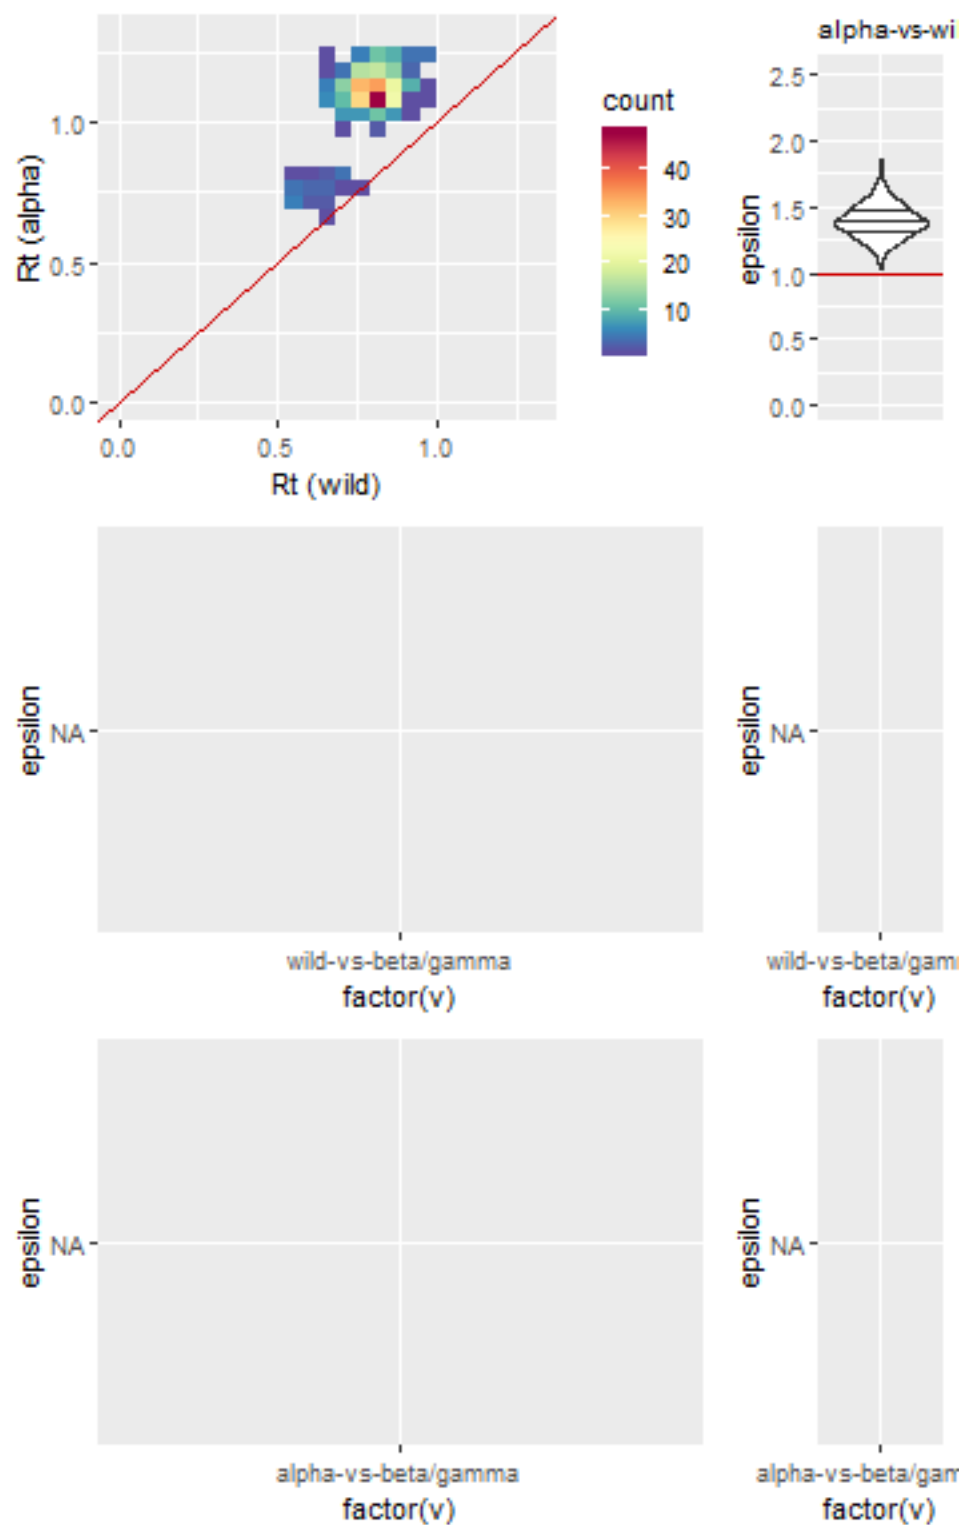 alpha-vs-wi
count
40
30
20
10
Rt (alpha)
1.0
0.5
0.0
0.0 0.5 1.0
Rt (wild)
epsilon
2.5
2.0
1.5
1.0
0.5
0.0
epsilon
NA
wild-vs-beta/gamma
factor(v)
epsilon
NA
wild-vs-beta/gam
factor(v)
epsilon
NA
alpha-vs-beta/gamma
factor(v)
epsilon
NA
alpha-vs-beta/gam
factor(v)